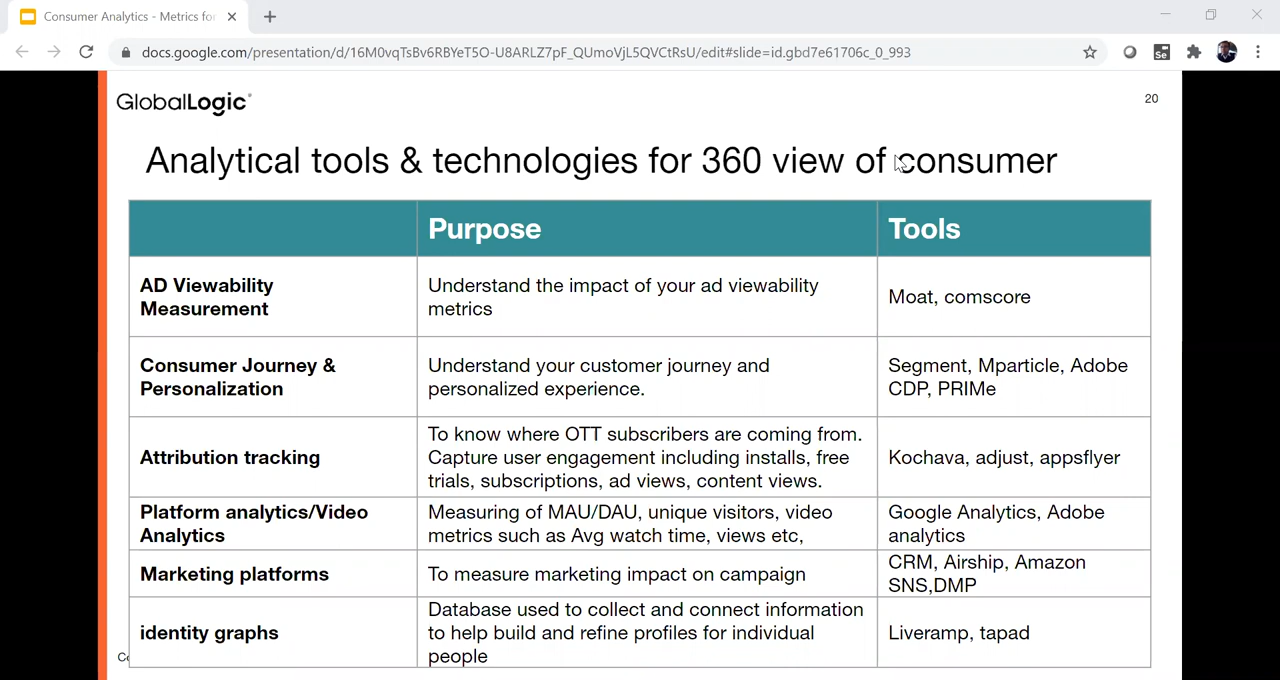 Consumer Analytics - Metrics for
docs.google.com/presentation/d/16M0vqTsBv6RBYeT5O-U8ARLZ7pF_QUmoVjL5QVCtRsU/edit#slide=id.gbd7e61706c_0_993
Se
GlobalLogic
20
Analytical tools & technologies for 360 view of consumer
Purpose
Tools
AD Viewability
Measurement
Understand the impact of your ad viewability
metrics
Moat, comscore
Consumer Journey &
Personalization
Understand your customer journey and
personalized experience.
Segment, Mparticle, Adobe
CDP, PRIMe
Attribution tracking
To know where OTT subscribers are coming from.
Capture user engagement including installs, free
trials, subscriptions, ad views, content views.
Kochava, adjust, appsflyer
Platform analytics/Video
Analytics
Measuring of MAU/DAU, unique visitors, video
metrics such as Avg watch time, views etc,
Google Analytics, Adobe
analytics
Marketing platforms
To measure marketing impact on campaign
CRM, Airship, Amazon
SNS,DMP
identity graphs
Database used to collect and connect information
to help build and refine profiles for individual
people
Liveramp, tapad